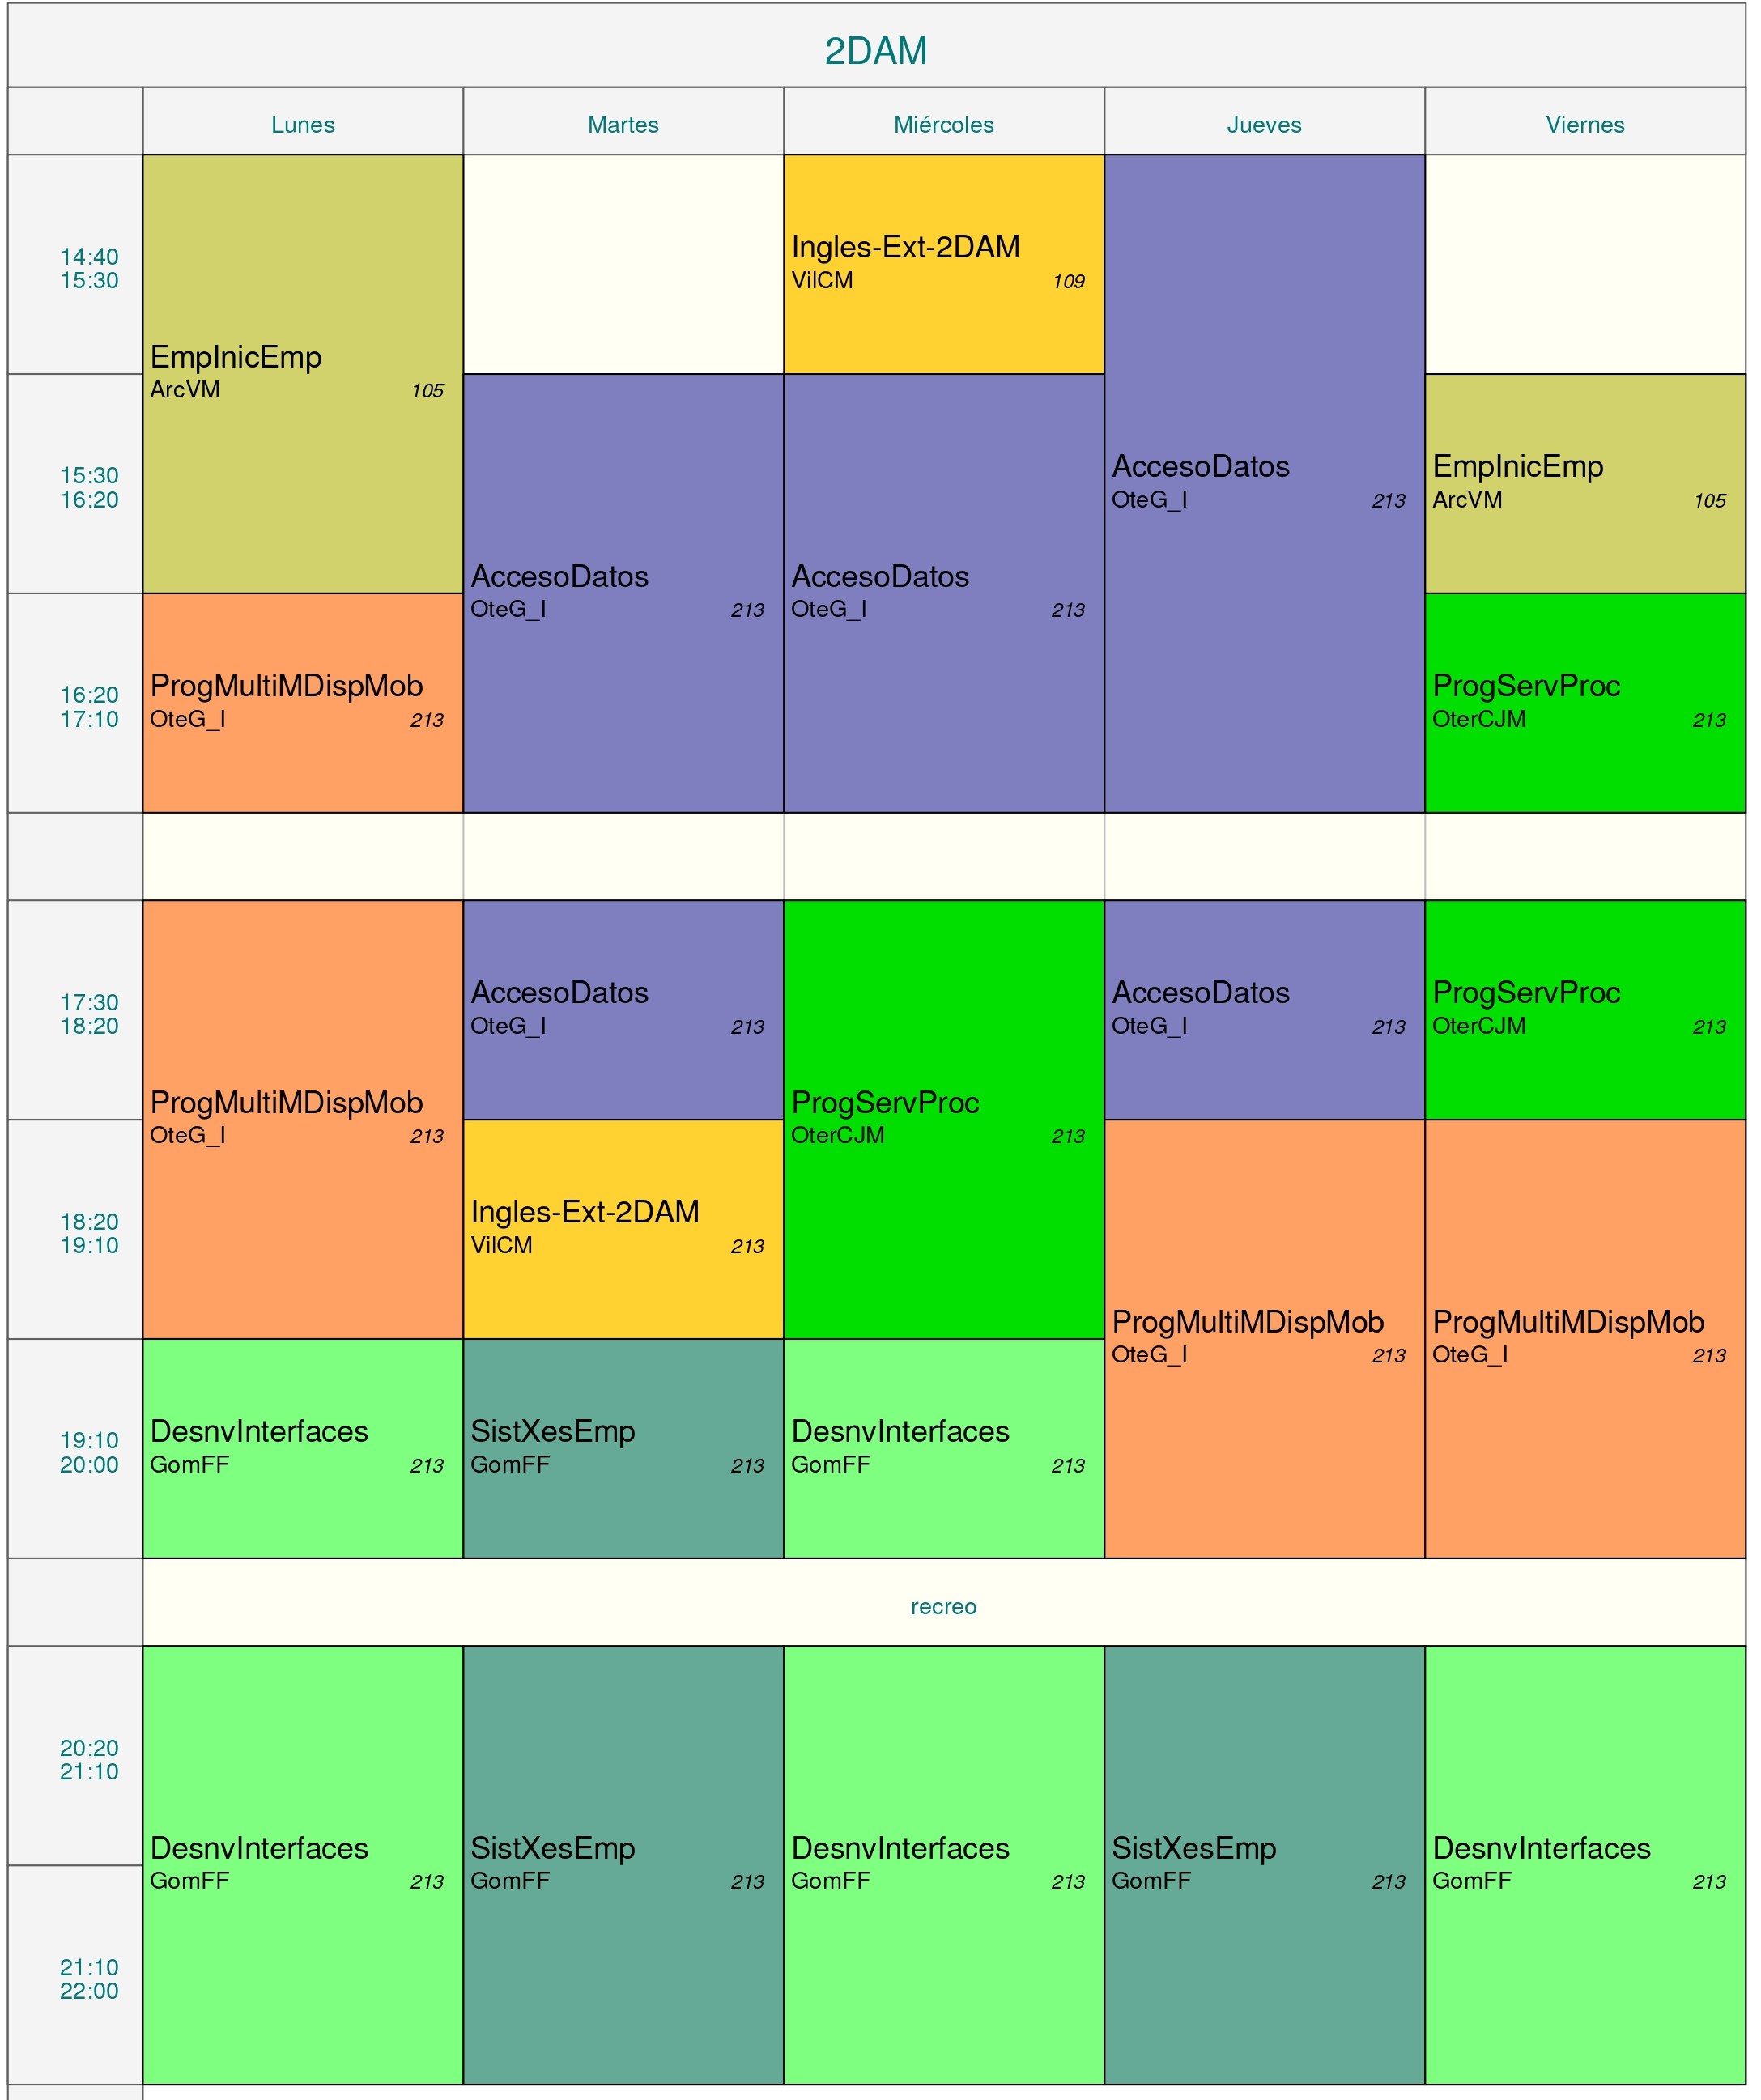 2DAM
Lunes Martes Miércoles Jueves Viernes
14:40
15:30
Ingles-Ext-2DAM
VilCM 109
EmpInicEmp
ArcVM 105
15:30
16:20
AccesoDatos
OteG_I 213
EmpInicEmp
ArcVM 105
AccesoDatos
OteG_I 213
AccesoDatos
OteG_I 213
16:20
17:10
ProgMultiMDispMob
OteG_I 213
ProgServProc
OterCJM 213
17:30
18:20
AccesoDatos
OteG_I 213
AccesoDatos
OteG_I 213
ProgServProc
OterCJM 213
ProgMultiMDispMob
OteG_I 213
ProgServProc
OterCJM 213
18:20
19:10
Ingles-Ext-2DAM
VilCM 213
ProgMultiMDispMob
OteG_I 213
ProgMultiMDispMob
OteG_I 213
19:10
20:00
DesnvInterfaces
GomFF 213
SistXesEmp
GomFF 213
DesnvInterfaces
GomFF 213
recreo
20:20
21:10
DesnvInterfaces
GomFF 213
SistXesEmp
GomFF 213
DesnvInterfaces
GomFF 213
SistXesEmp
GomFF 213
DesnvInterfaces
GomFF 213
21:10
22:00